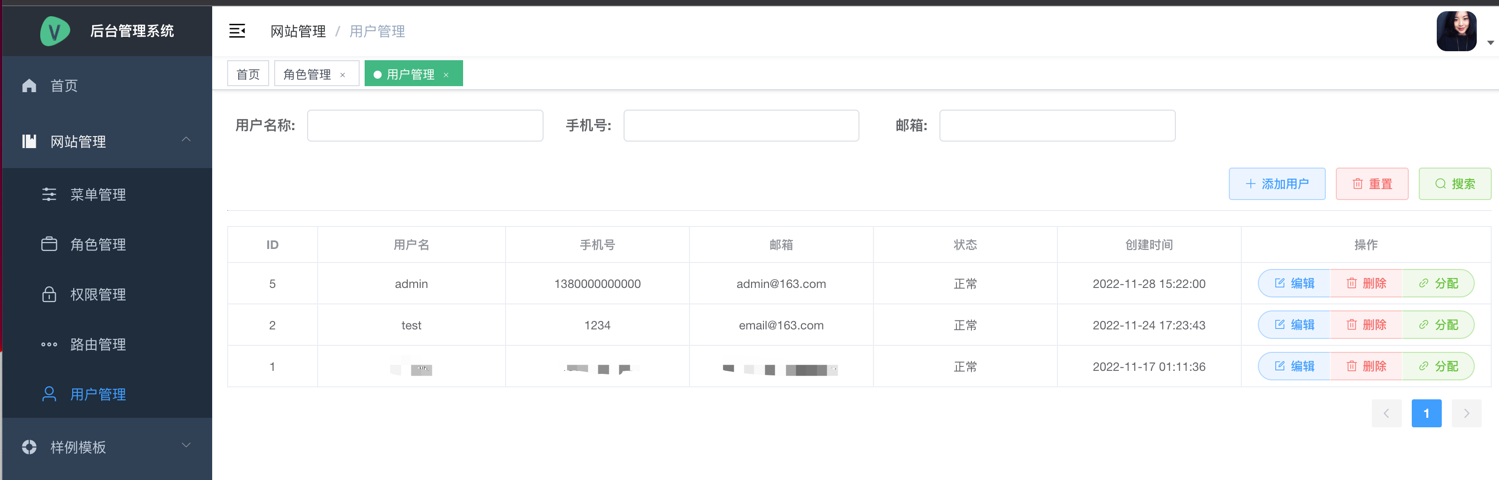 V 后台管理系统
网站管理 / 用户管理
首页 角色管理 × 用户管理 ×
首页
网站管理
菜单管理
角色管理
权限管理
路由管理
用户管理
样例模板
用户名称: 手机号: 邮箱:
添加用户 重置 搜索
ID 用户名 手机号 邮箱 状态 创建时间 操作
5 admin 1380000000000 admin@163.com 正常 2022-11-28 15:22:00 编辑 删除 分配
2 test 1234 email@163.com 正常 2022-11-24 17:23:43 编辑 删除 分配
1 正常 2022-11-17 01:11:36 编辑 删除 分配
1